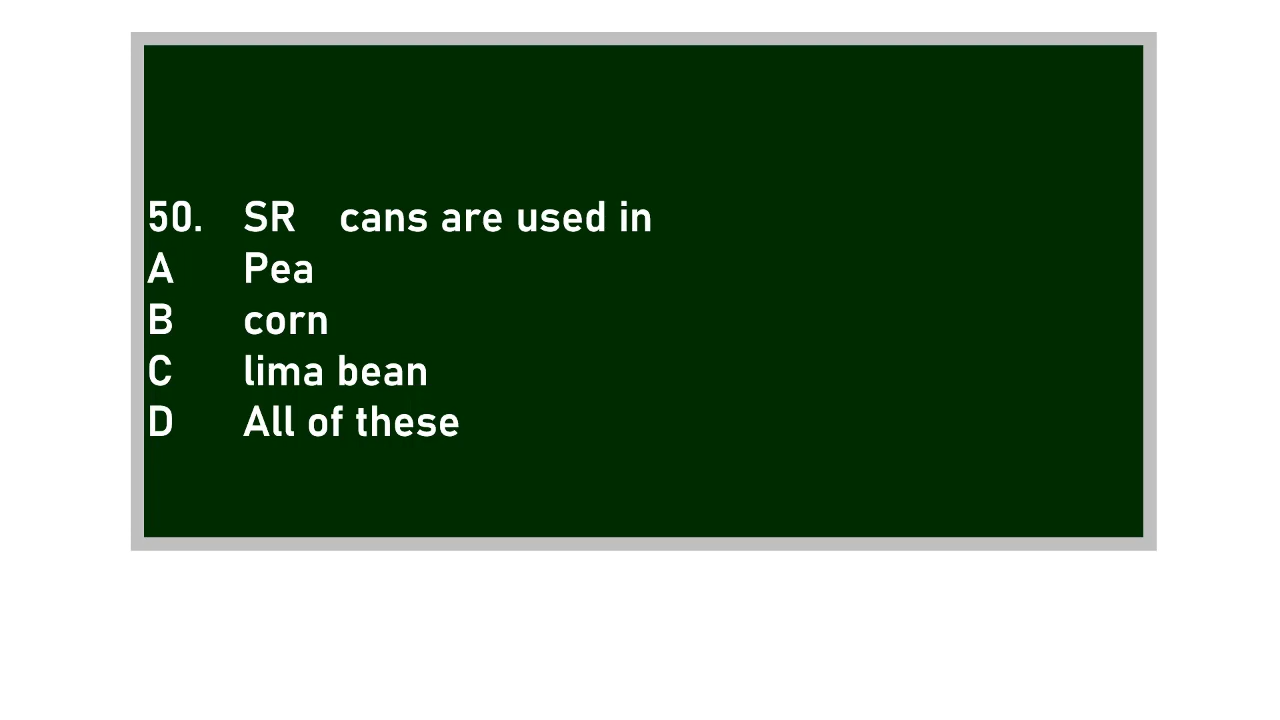 50. SR cans are used in
A Pea
B corn
C lima bean
D All of these